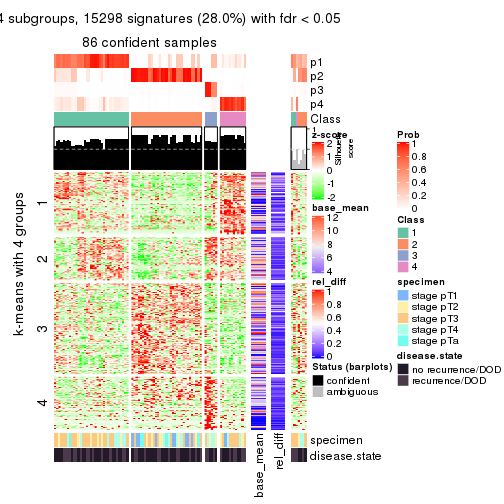 4 subgroups, 15298 signatures (28.0%) with fdr < 0.05
86 confident samples
p1
p2
p3
p4
Class
Silhouette
score
k-means with 4 groups
1
2
3
4
base_mean
rel_diff
specimen
disease.state
z-score
2
1
0
-1
-2
base_mean
12
10
8
6
4
rel_diff
1
0.8
0.6
0.4
0.2
0
Status (barplots)
confident
ambiguous
Prob
1
0.8
0.6
0.4
0.2
0
Class
1
2
3
4
specimen
stage pT1
stage pT2
stage pT3
stage pT4
stage pTa
disease.state
no recurrence/DOD
recurrence/DOD